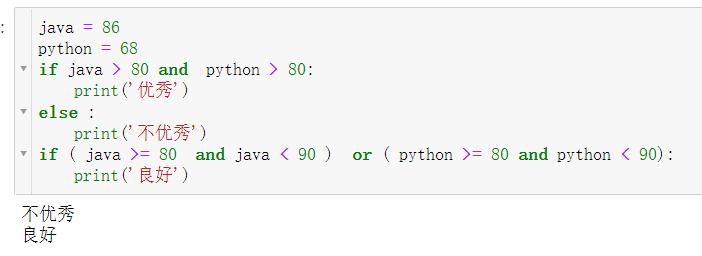 :
java = 86
python = 68
if java > 80 and  python > 80:
    print('优秀')
else :
    print('不优秀')
if ( java >= 80  and java < 90 )  or ( python >= 80 and python < 90):
    print('良好')
不优秀
良好